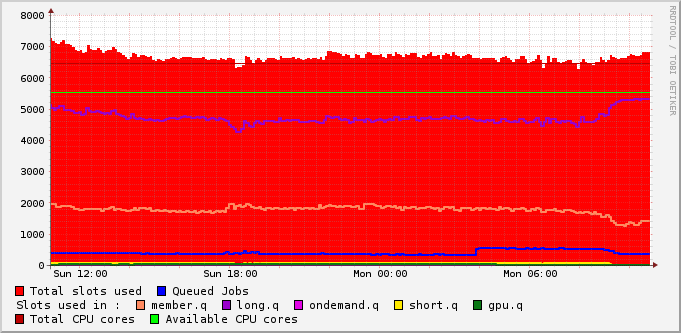 8000
7000
6000
5000
4000
3000
2000
1000
0
Sun 12:00 Sun 18:00 Mon 00:00 Mon 06:00
Total slots used Queued Jobs
Slots used in : member.q long.q ondemand.q short.q gpu.q
Total CPU cores Available CPU cores
RRDTOOL / TOBI OETIKER